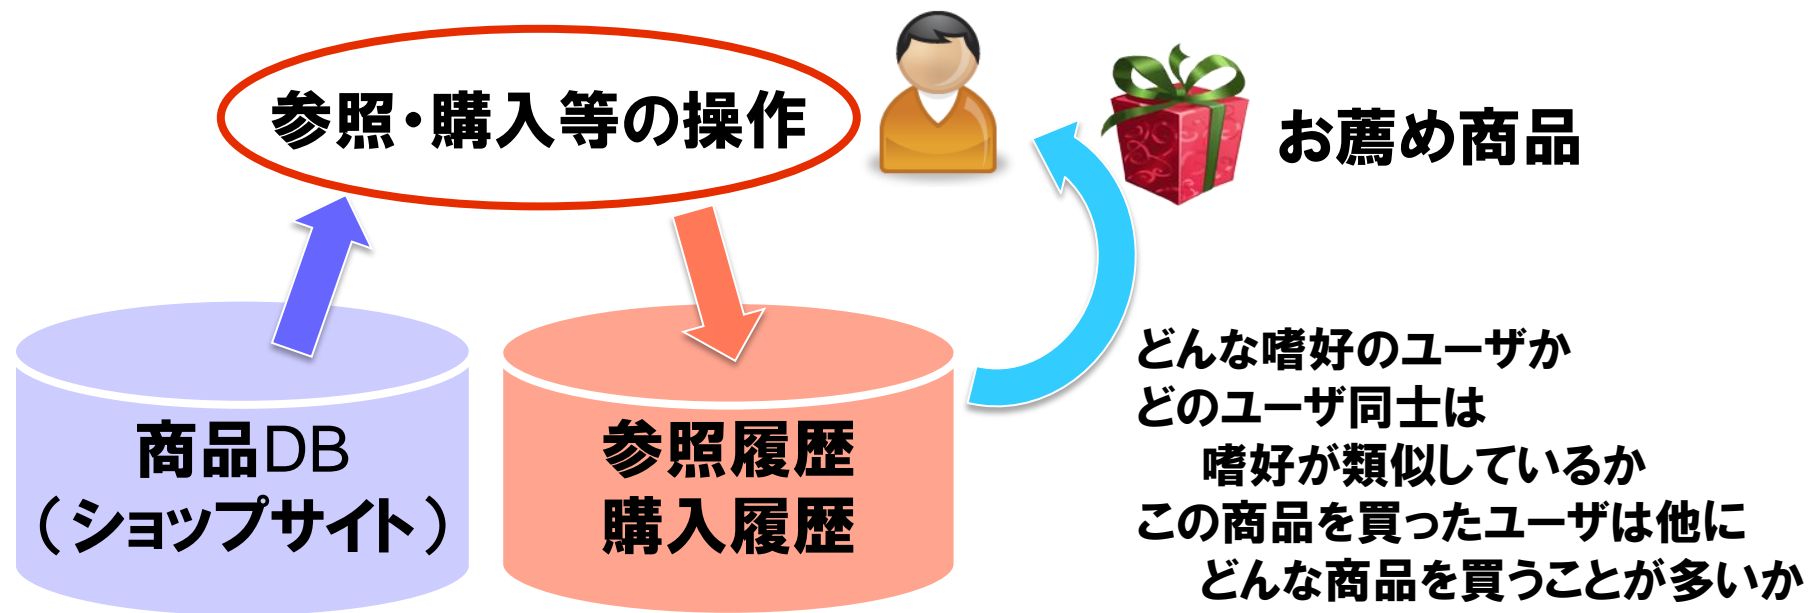 参照・購入等の操作
お薦め商品
商品DB
（ショップサイト）
参照履歴
購入履歴
どんな嗜好のユーザか
どのユーザ同士は
嗜好が類似しているか
この商品を買ったユーザは他に
どんな商品を買うことが多いか